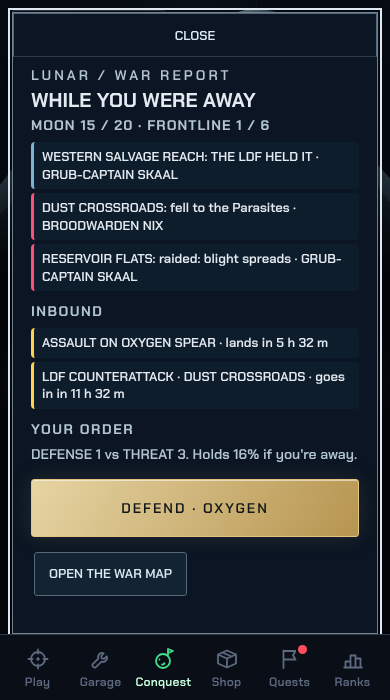 CLOSE
LUNAR / WAR REPORT
WHILE YOU WERE AWAY
MOON 15 / 20 · FRONTLINE 1 / 6
WESTERN SALVAGE REACH: THE LDF HELD IT ·
GRUB-CAPTAIN SKAAL
DUST CROSSROADS: fell to the Parasites ·
BROODWARDEN NIX
RESERVOIR FLATS: raided: blight spreads · GRUB-
CAPTAIN SKAAL
INBOUND
ASSAULT ON OXYGEN SPEAR · lands in 5 h 32 m
LDF COUNTERATTACK · DUST CROSSROADS · goes
in in 11 h 32 m
YOUR ORDER
DEFENSE 1 vs THREAT 3. Holds 16% if you're away.
DEFEND · OXYGEN
OPEN THE WAR MAP
Play Garage Conquest Shop Quests Ranks